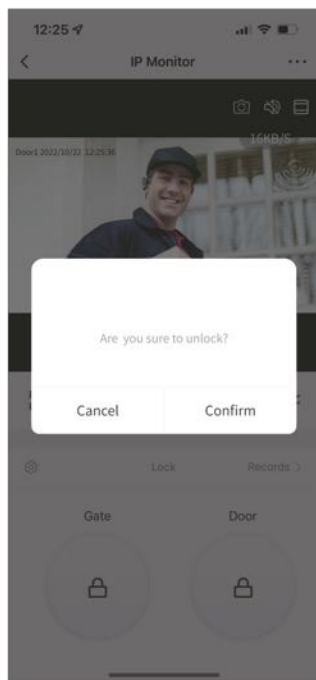 12:25
IP Monitor
16KB/S
Door1 2022/10/22 12:25:36
Are you sure to unlock?
Cancel
Confirm
Lock
Records
Gate
Door